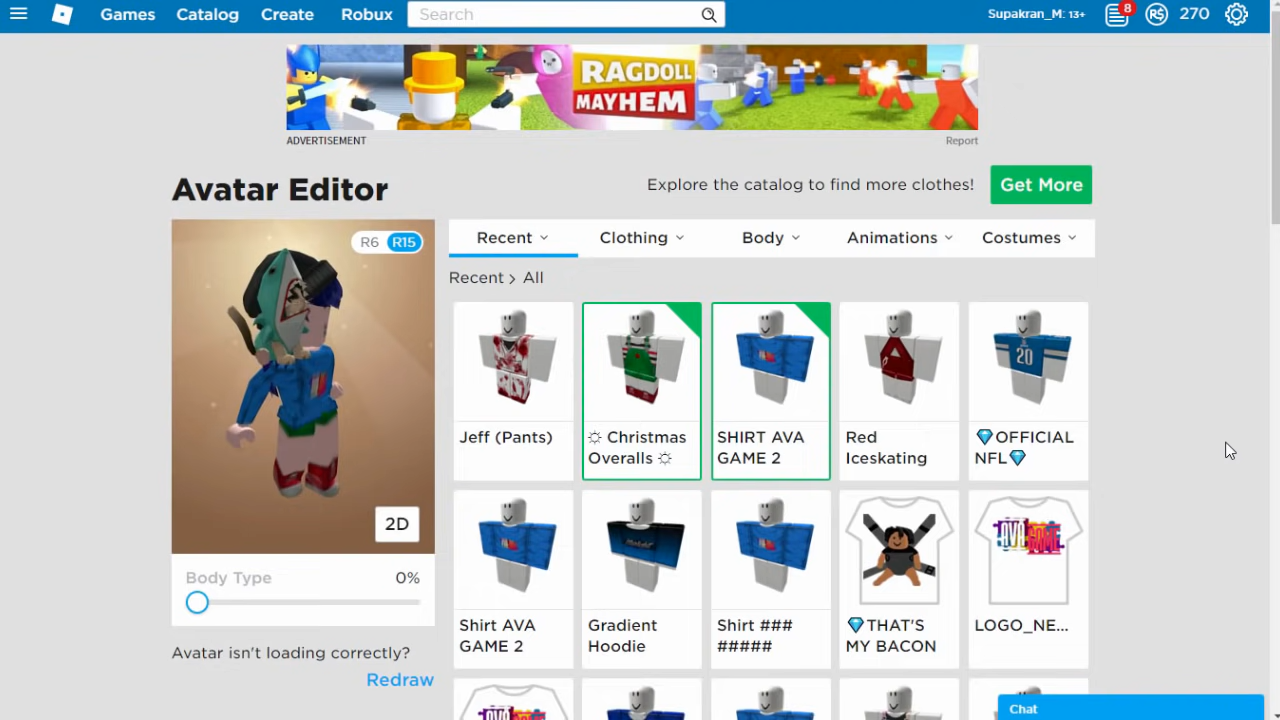 Games Catalog Create Robux Search Supakran_M: 13+ 8 R$ 270
RAGDOLL
MAYHEM
ADVERTISEMENT Report
Avatar Editor Explore the catalog to find more clothes! Get More
R6 R15
Recent Clothing Body Animations Costumes
Recent > All
20
Jeff (Pants)
☼ Christmas
Overalls ☼
SHIRT AVA
GAME 2
Red
Iceskating
💎OFFICIAL
NFL💎
2D
Body Type 0%
AVA GAME
Shirt AVA
GAME 2
Gradient
Hoodie
Shirt ###
#####
💎THAT'S
MY BACON
LOGO_NE...
Avatar isn't loading correctly?
Redraw
Chat